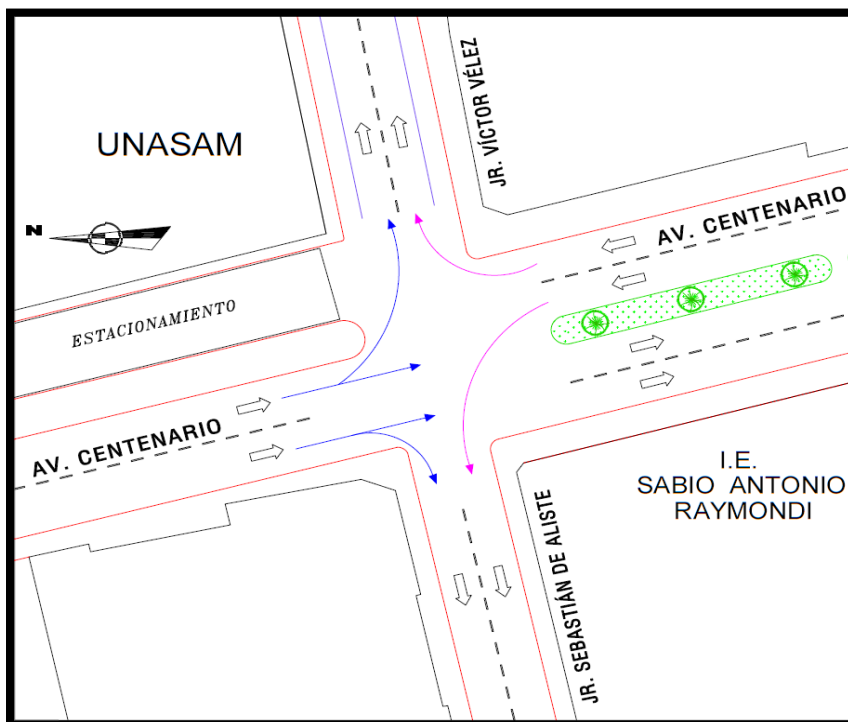 JR. VÍCTOR VÉLEZ
UNASAM
AV. CENTENARIO
N
ESTACIONAMIENTO
AV. CENTENARIO
I.E.
SABIO ANTONIO
RAYMONDI
JR. SEBASTIÁN DE ALISTE